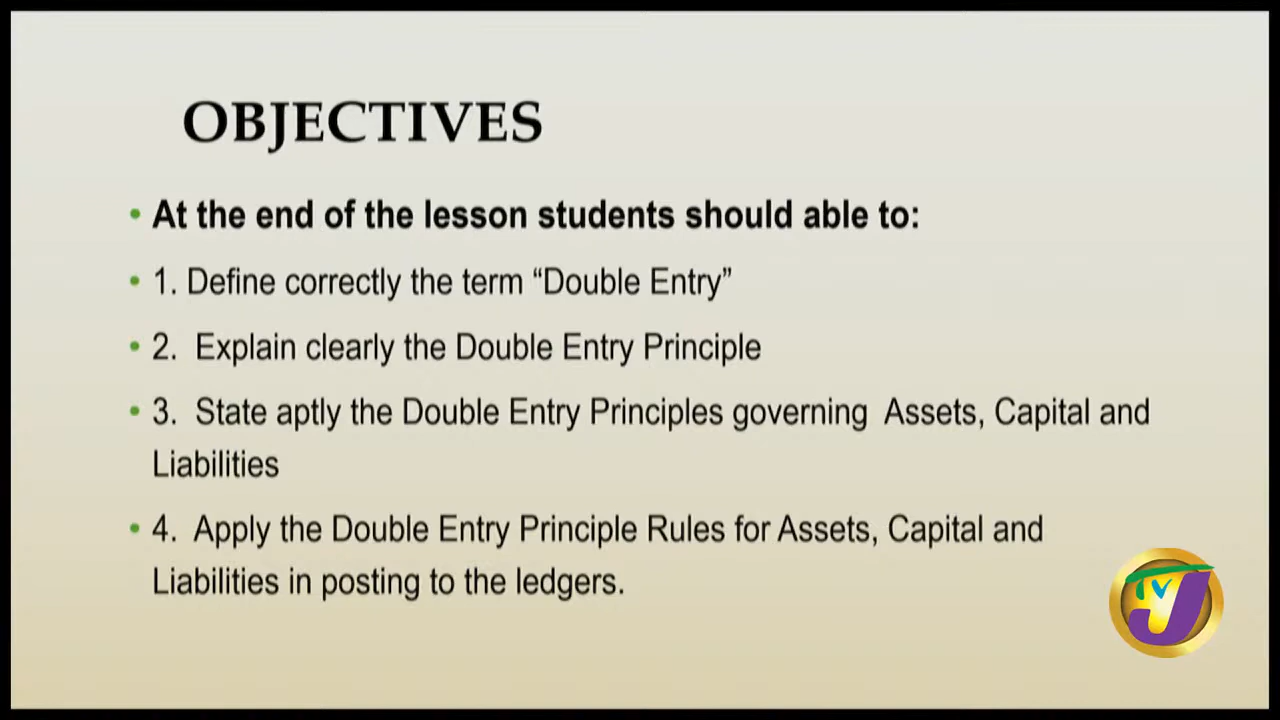 OBJECTIVES
• At the end of the lesson students should able to:
• 1. Define correctly the term “Double Entry”
• 2. Explain clearly the Double Entry Principle
• 3. State aptly the Double Entry Principles governing Assets, Capital and
Liabilities
• 4. Apply the Double Entry Principle Rules for Assets, Capital and
Liabilities in posting to the ledgers.
TVJ